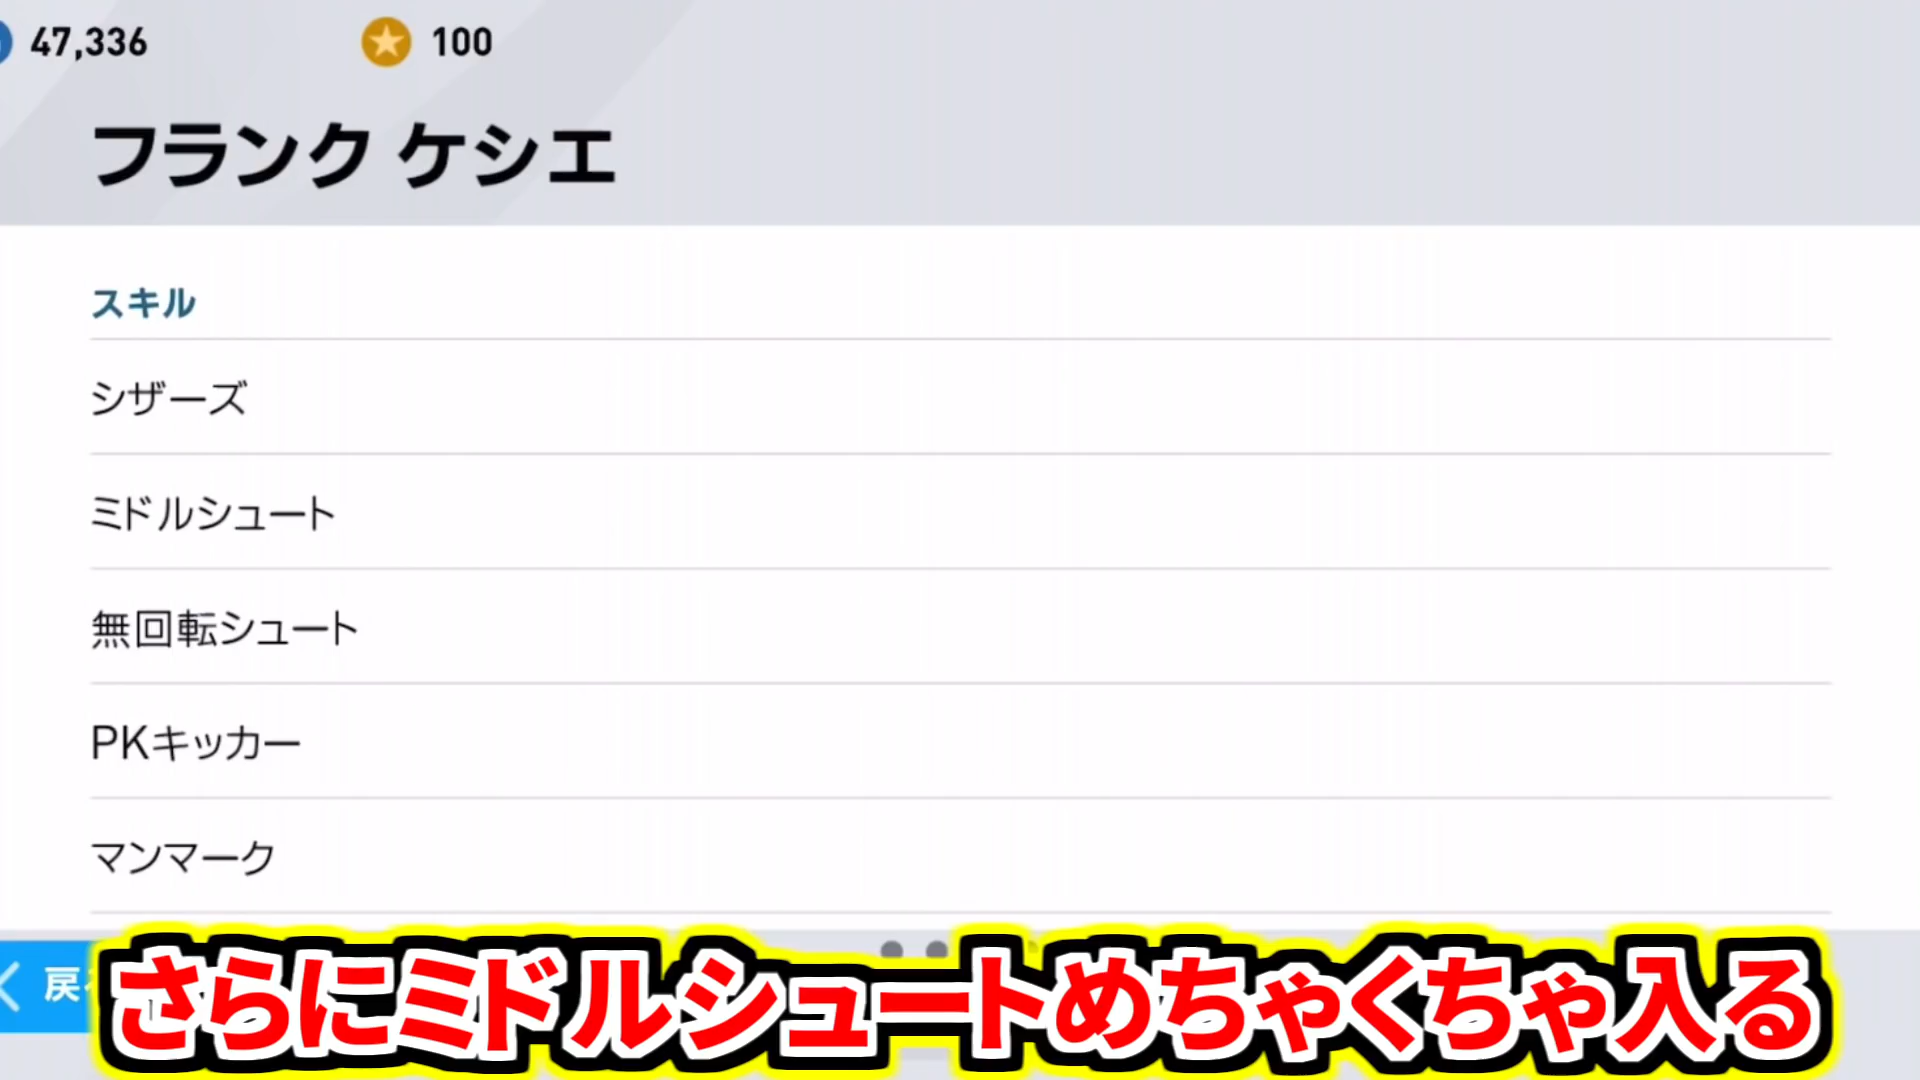 47,336
100
フランク ケシエ
スキル
シザーズ
ミドルシュート
無回転シュート
PKキッカー
マンマーク
戻
さらにミドルシュートめちゃくちゃ入る